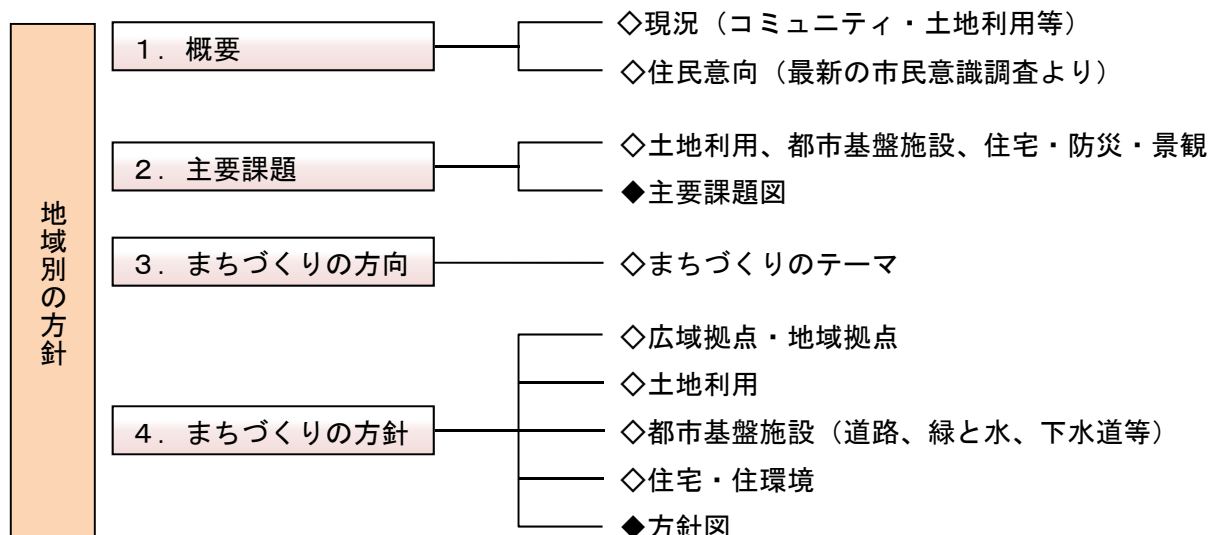 地域別の方針
１．概要
◇現況（コミュニティ・土地利用等）
◇住民意向（最新の市民意識調査より）
２．主要課題
◇土地利用、都市基盤施設、住宅・防災・景観
◆主要課題図
３．まちづくりの方向
◇まちづくりのテーマ
４．まちづくりの方針
◇広域拠点・地域拠点
◇土地利用
◇都市基盤施設（道路、緑と水、下水道等）
◇住宅・住環境
◆方針図